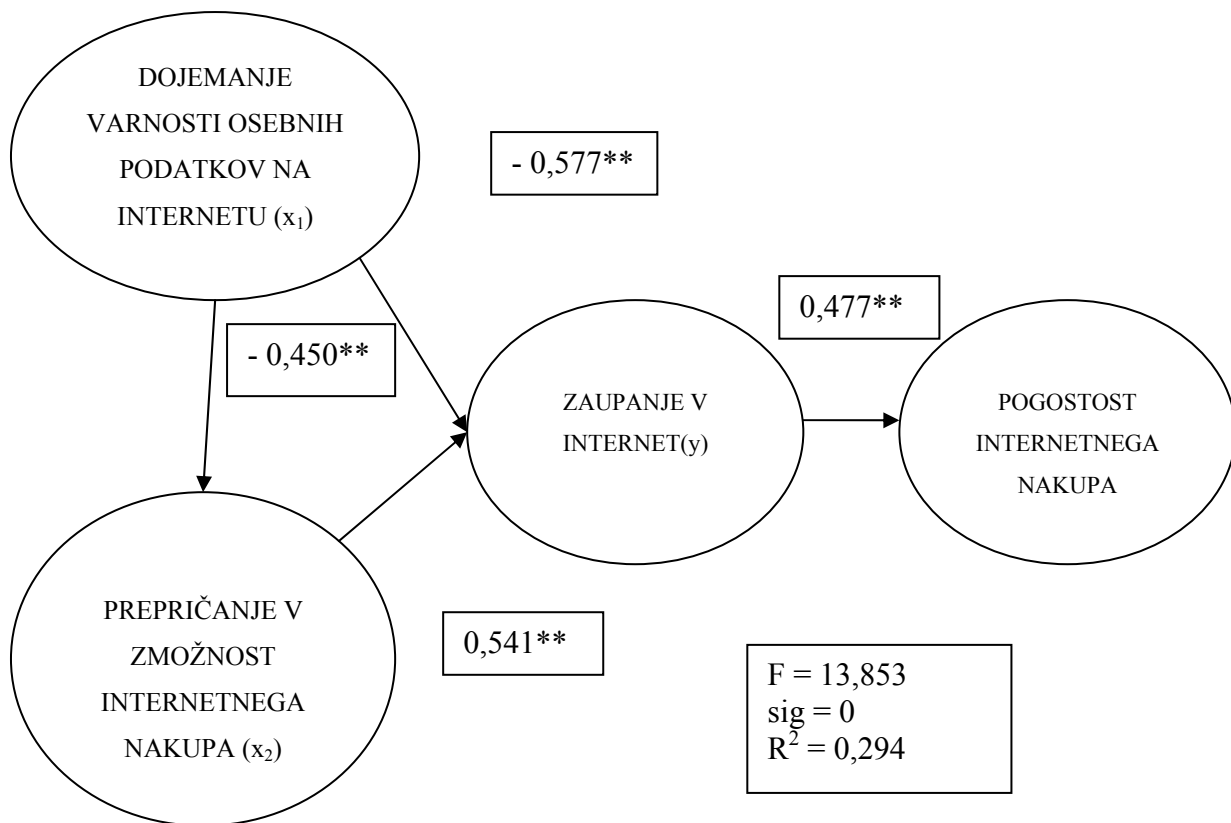 DOJEMANJE
VARNOSTI OSEBNIH
PODATKOV NA
INTERNETU (x₁)
- 0,577**
- 0,450**
0,477**
ZAUPANJE V
INTERNET(y)
POGOSTOST
INTERNETNEGA
NAKUPA
PREPRIČANJE V
ZMOŽNOST
INTERNETNEGA
NAKUPA (x₂)
0,541**
F = 13,853
sig = 0
R² = 0,294